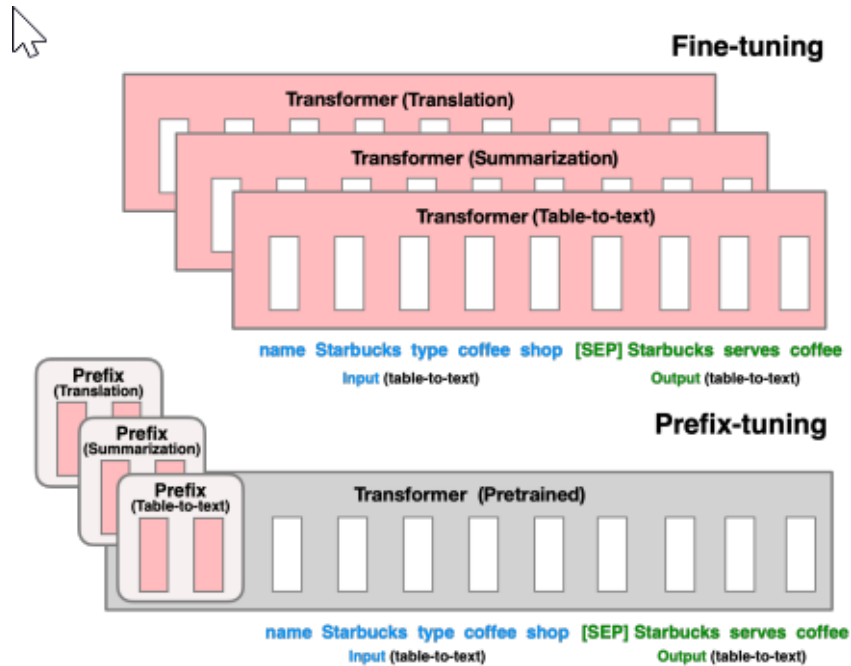 Fine-tuning
Transformer (Translation)
Transformer (Summarization)
Transformer (Table-to-text)
name Starbucks type coffee shop [SEP] Starbucks serves coffee
Input (table-to-text) Output (table-to-text)
Prefix-tuning
Prefix
(Translation)
Prefix
(Summarization)
Prefix
(Table-to-text)
Transformer (Pretrained)
name Starbucks type coffee shop [SEP] Starbucks serves coffee
Input (table-to-text) Output (table-to-text)